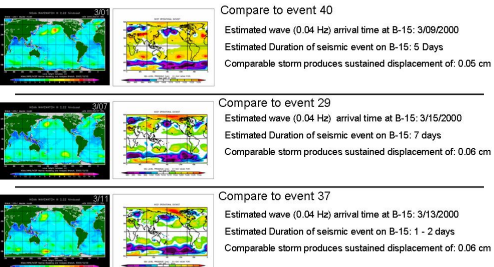 3/01
Compare to event 40
Estimated wave (0.04 Hz) arrival time at B-15: 3/09/2000
Estimated Duration of seismic event on B-15: 5 Days
Comparable storm produces sustained displacement of: 0.05 cm
3/07
Compare to event 29
Estimated wave (0.04 Hz) arrival time at B-15: 3/15/2000
Estimated Duration of seismic event on B-15: 7 days
Comparable storm produces sustained displacement of: 0.06 cm
3/11
Compare to event 37
Estimated wave (0.04 Hz) arrival time at B-15: 3/13/2000
Estimated Duration of seismic event on B-15: 1 - 2 days
Comparable storm produces sustained displacement of: 0.06 cm